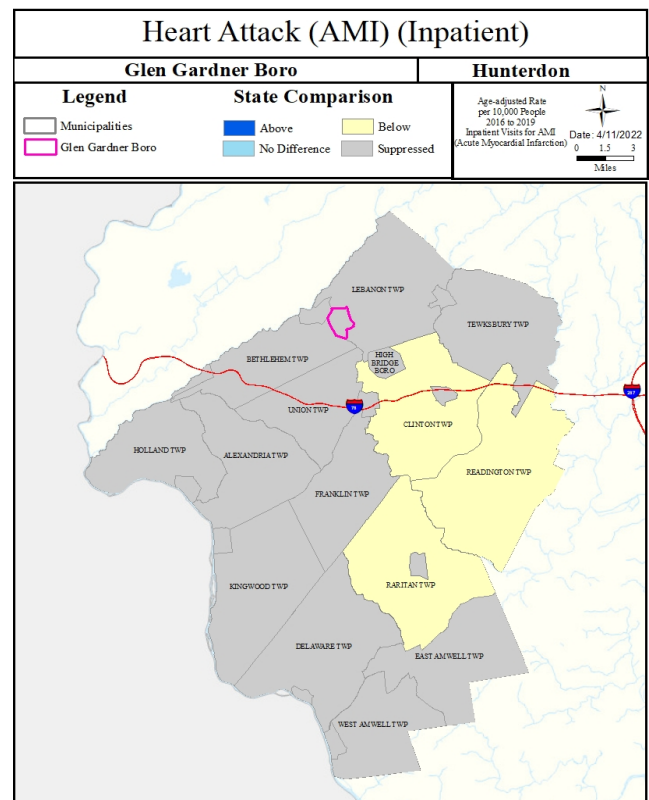 Heart Attack (AMI) (Inpatient)
Glen Gardner Boro
Hunterdon
Legend
Municipalities
Glen Gardner Boro
State Comparison
Above
Below
No Difference
Suppressed
Age-adjusted Rate
per 10,000 People
2016 to 2019
Inpatient Visits for AMI
(Acute Myocardial Infarction)
N
Date: 4/11/2022
0 1.5 3
Miles
LEBANON TWP
TEWKSBURY TWP
HIGH
BRIDGE
BORO
BETHLEHEM TWP
UNION TWP
78
287
CLINTON TWP
HOLLAND TWP
ALEXANDRIA TWP
READINGTON TWP
FRANKLIN TWP
KINGWOOD TWP
RARITAN TWP
DELAWARE TWP
EAST AMWELL TWP
WEST AMWELL TWP